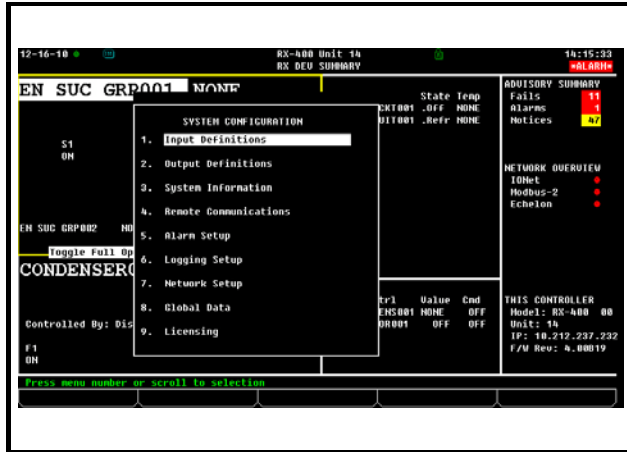 12-16-10 RX-400 Unit 14 14:15:33
RX DEV SUMMARY *ALARM*
EN SUC GRP001 NONE
State Temp
CKT001 .OFF NONE
UIT001 .Refr NONE
S1
ON
EN SUC GRP002 NO
Toggle Full Op
CONDENSER
Controlled By: Dis
F1
ON
SYSTEM CONFIGURATION
1. Input Definitions
2. Output Definitions
3. System Information
4. Remote Communications
5. Alarm Setup
6. Logging Setup
7. Network Setup
8. Global Data
9. Licensing
trl Value Cmd
ENS001 NONE OFF
OR001 OFF OFF
ADVISORY SUMMARY
Fails 11
Alarms 1
Notices 47
NETWORK OVERVIEW
IONet
Modbus-2
Echelon
THIS CONTROLLER
Model: RX-400 00
Unit: 14
IP: 10.212.237.232
F/W Rev: 4.00B19
Press menu number or scroll to selection